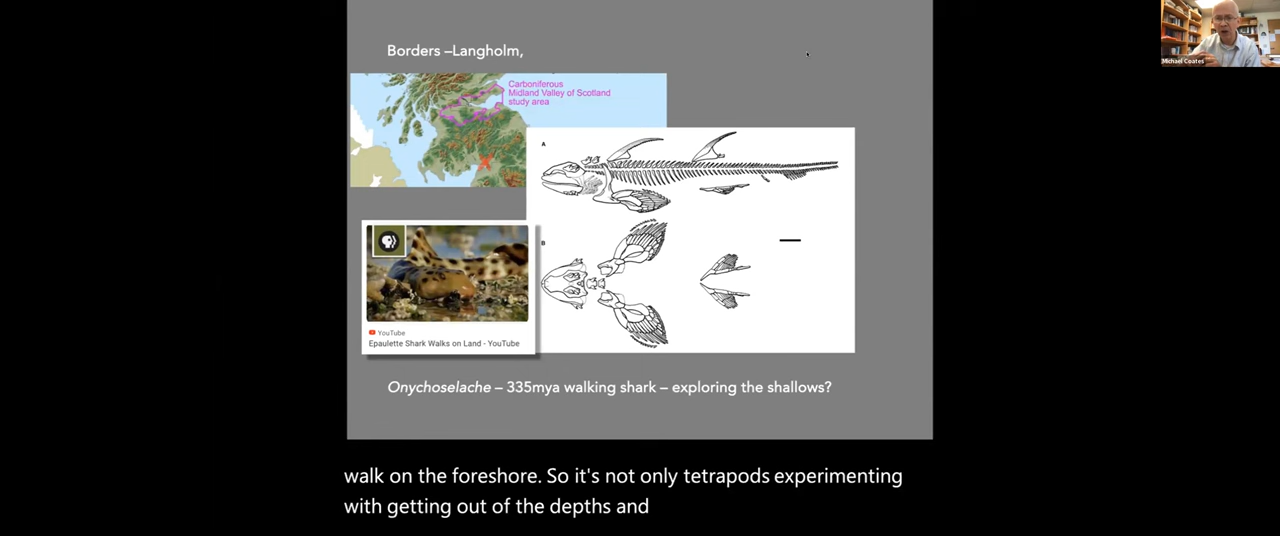 Borders –Langholm,
Michael Coates
Carboniferous
Midland Valley of Scotland
study area
A
B
YouTube
Epaulette Shark Walks on Land - YouTube
Onychoselache – 335mya walking shark – exploring the shallows?
walk on the foreshore. So it's not only tetrapods experimenting
with getting out of the depths and